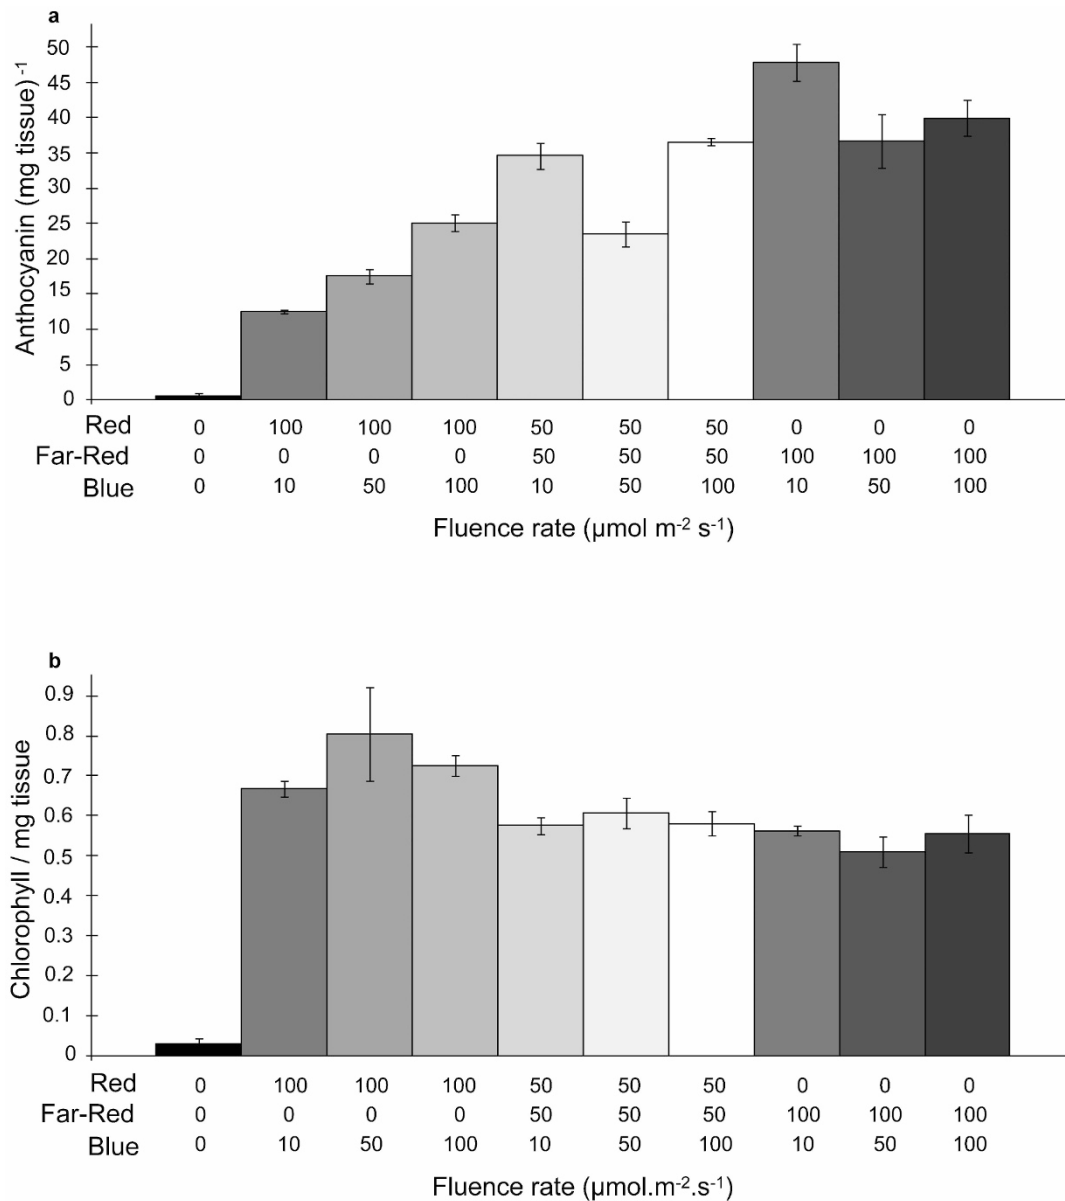 a
Anthocyanin (mg tissue) -1
50
45
40
35
30
25
20
15
10
5
0
Red 0 100 100 100 50 50 50 0 0 0
Far-Red 0 0 0 0 50 50 50 100 100 100
Blue 0 10 50 100 10 50 100 10 50 100
Fluence rate (µmol m-2 s-1)
b
Chlorophyll / mg tissue
0.9
0.8
0.7
0.6
0.5
0.4
0.3
0.2
0.1
0
Red 0 100 100 100 50 50 50 0 0 0
Far-Red 0 0 0 0 50 50 50 100 100 100
Blue 0 10 50 100 10 50 100 10 50 100
Fluence rate (µmol.m-2.s-1)